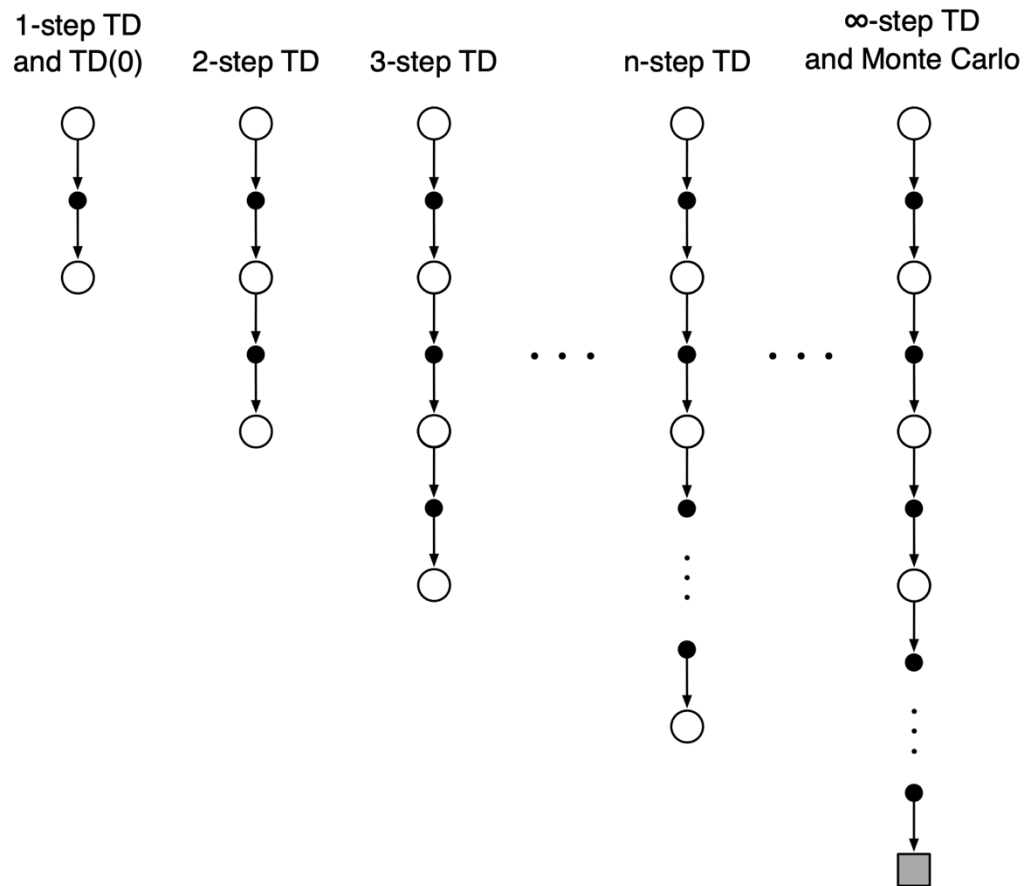 1-step TD
and TD(0)
2-step TD
3-step TD
n-step TD
∞-step TD
and Monte Carlo